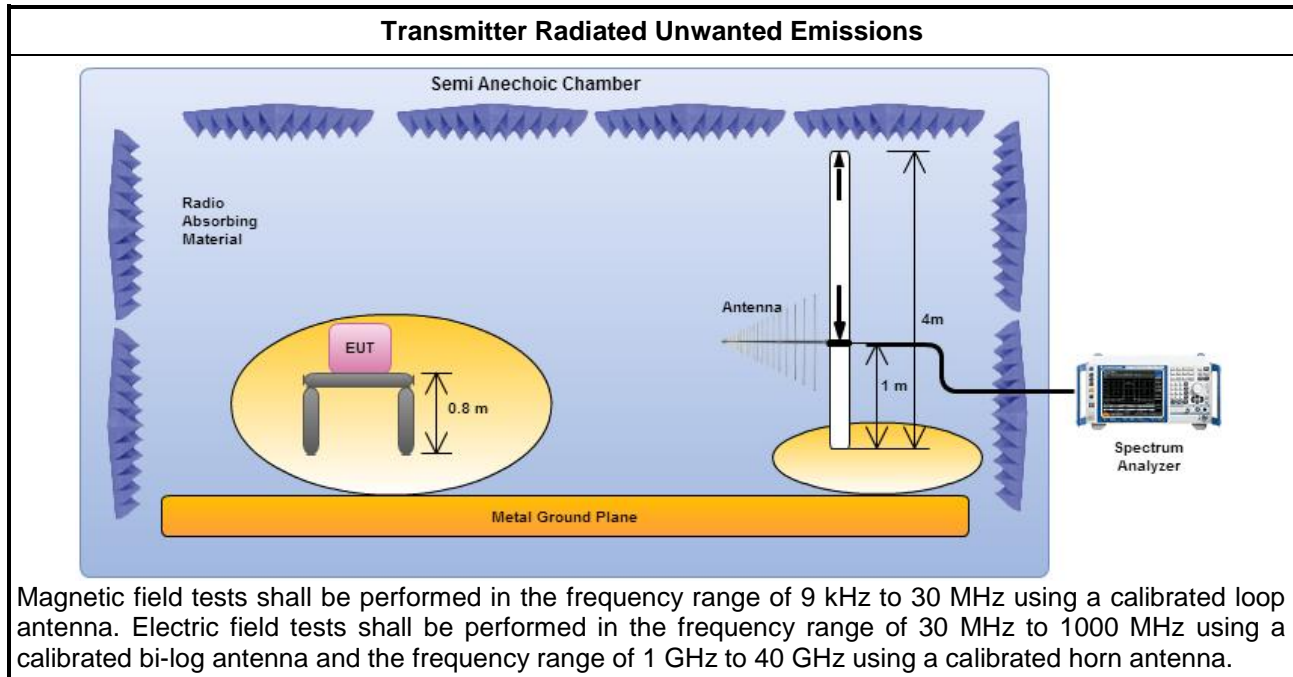 Transmitter Radiated Unwanted Emissions
Semi Anechoic Chamber
Radio
Absorbing
Material
Antenna
4m
EUT
1 m
0.8 m
Spectrum
Analyzer
Metal Ground Plane
Magnetic field tests shall be performed in the frequency range of 9 kHz to 30 MHz using a calibrated loop
antenna. Electric field tests shall be performed in the frequency range of 30 MHz to 1000 MHz using a
calibrated bi-log antenna and the frequency range of 1 GHz to 40 GHz using a calibrated horn antenna.